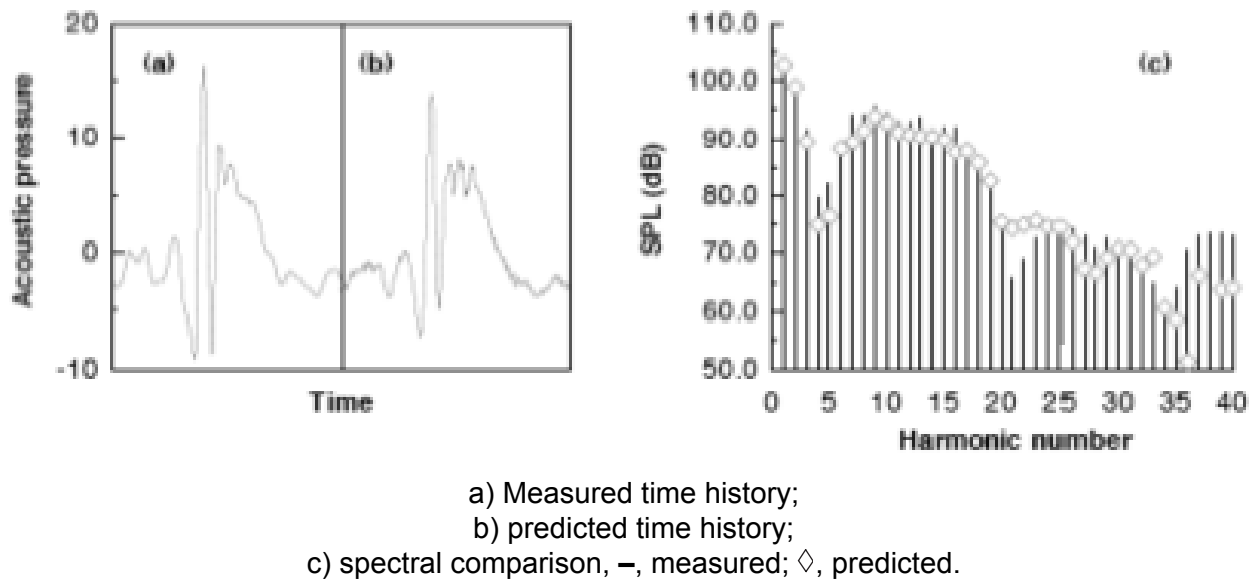 20
10
0
-10
Acoustic pressure
(a)
(b)
Time
110.0
100.0
90.0
80.0
70.0
60.0
50.0
SPL (dB)
(c)
0 5 10 15 20 25 30 35 40
Harmonic number
a) Measured time history;
b) predicted time history;
c) spectral comparison, –, measured; ◊, predicted.